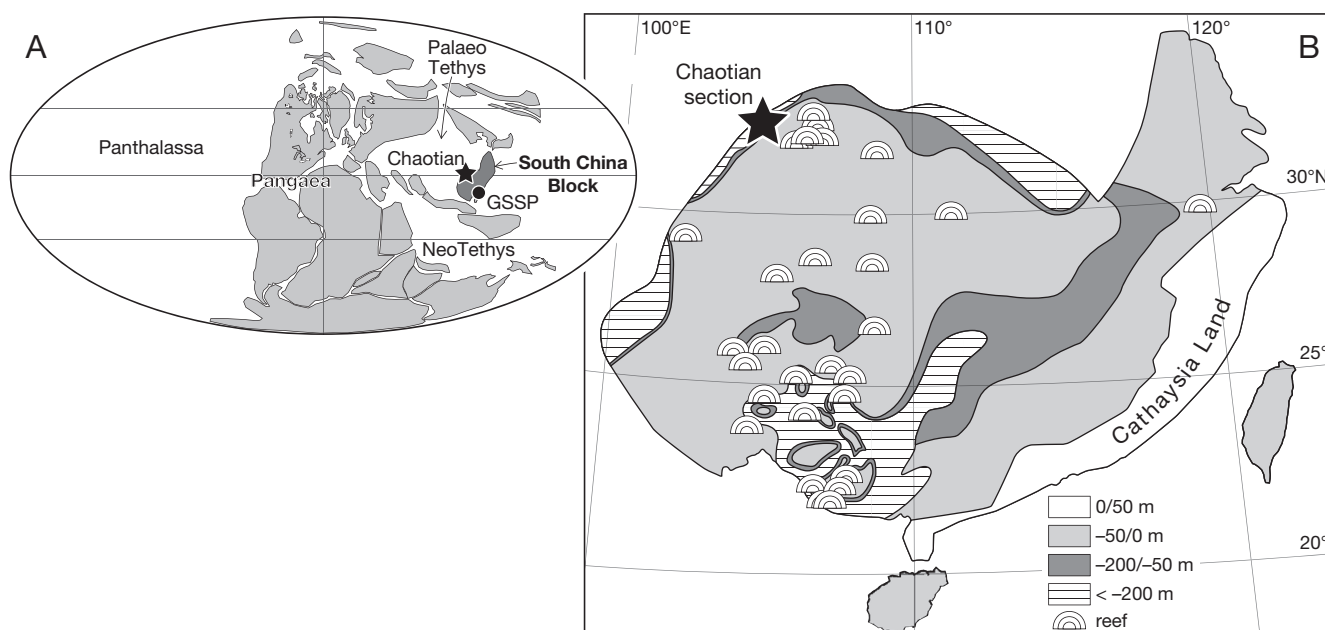 A
Palaeo
Tethys
Panthalassa
Chaotian
South China
Block
Pangaea
GSSP
NeoTethys
B
100°E
110°
120°
Chaotian
section
30°N
25°
Cathaysia Land
20°
0/50 m
–50/0 m
–200/–50 m
< –200 m
reef